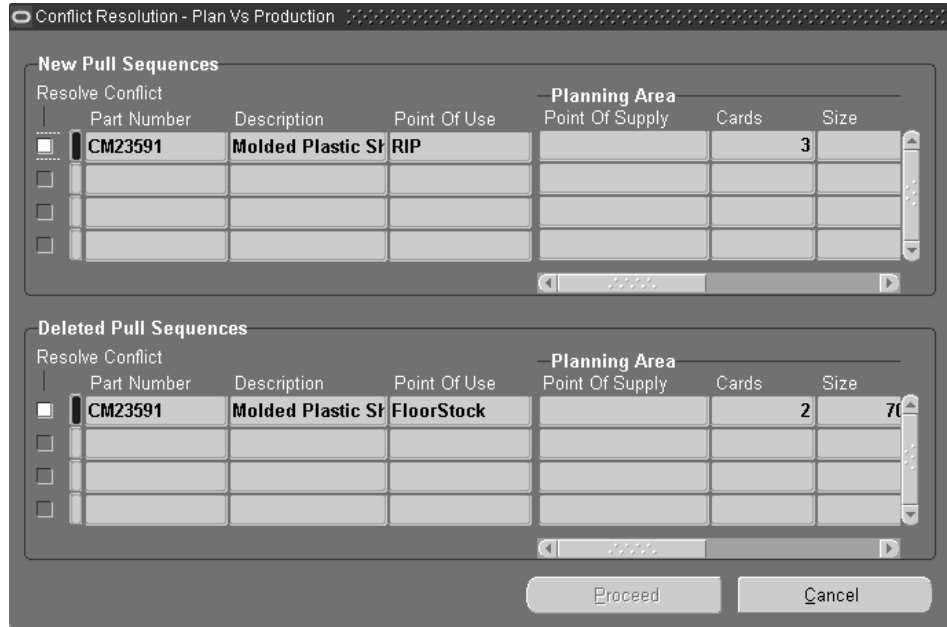 Conflict Resolution - Plan Vs Production
New Pull Sequences
Resolve Conflict
Planning Area
Part Number Description Point Of Use Point Of Supply Cards Size
CM23591 Molded Plastic RIP 3
Deleted Pull Sequences
Resolve Conflict
Planning Area
Part Number Description Point Of Use Point Of Supply Cards Size
CM23591 Molded Plastic FloorStock 2
Proceed Cancel